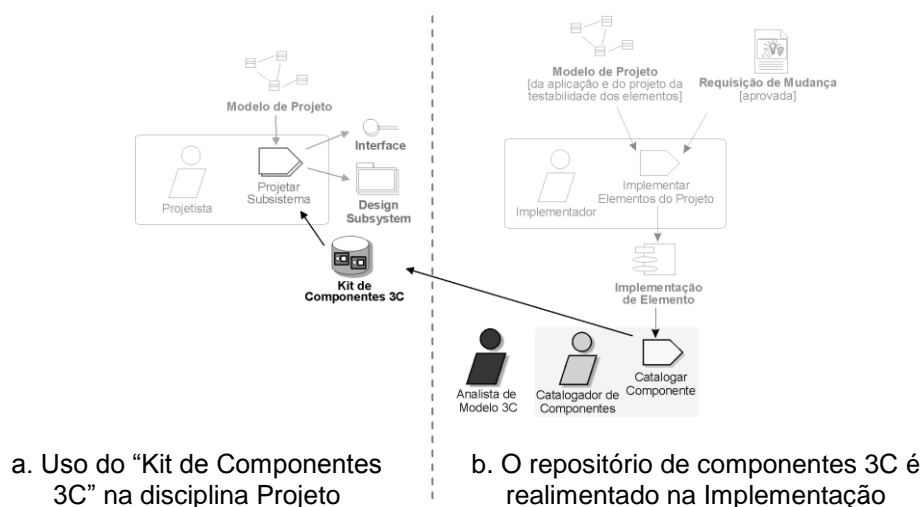 Modelo de Projeto
Projetista
Projetar
Subsistema
Interface
Design
Subsystem
Kit de
Componentes 3C
a. Uso do “Kit de Componentes
3C” na disciplina Projeto
Modelo de Projeto
[da aplicação e do projeto da
testabilidade dos elementos]
Requisição de Mudança
[aprovada]
Implementador
Implementar
Elementos do Projeto
Implementação
de Elemento
Analista de
Modelo 3C
Catalogador de
Componentes
Catalogar
Componente
b. O repositório de componentes 3C é
realimentado na Implementação